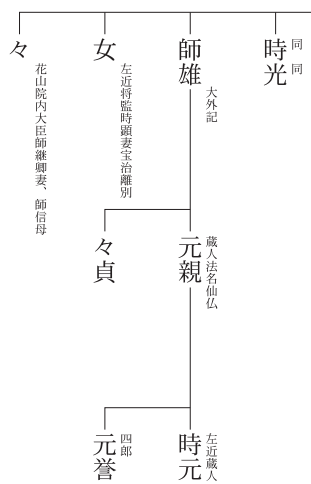 同 同
時光
大外記
師雄
左近将監時顕妻宝治離別
女
花山院内大臣師継卿妻、師信母
々
蔵人法名仙仏
元親
々貞
左近蔵人
時元
四郎
元誉